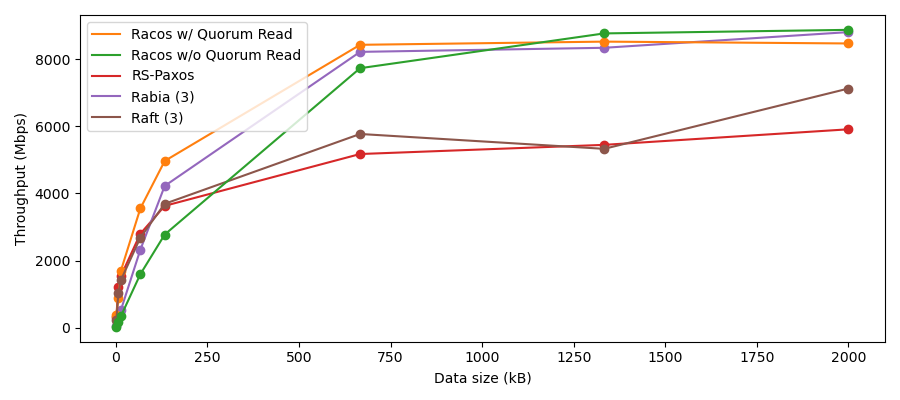 Racos w/ Quorum Read
Racos w/o Quorum Read
RS-Paxos
Rabia (3)
Raft (3)
Throughput (Mbps)
8000
6000
4000
2000
0
0 250 500 750 1000 1250 1500 1750 2000
Data size (kB)